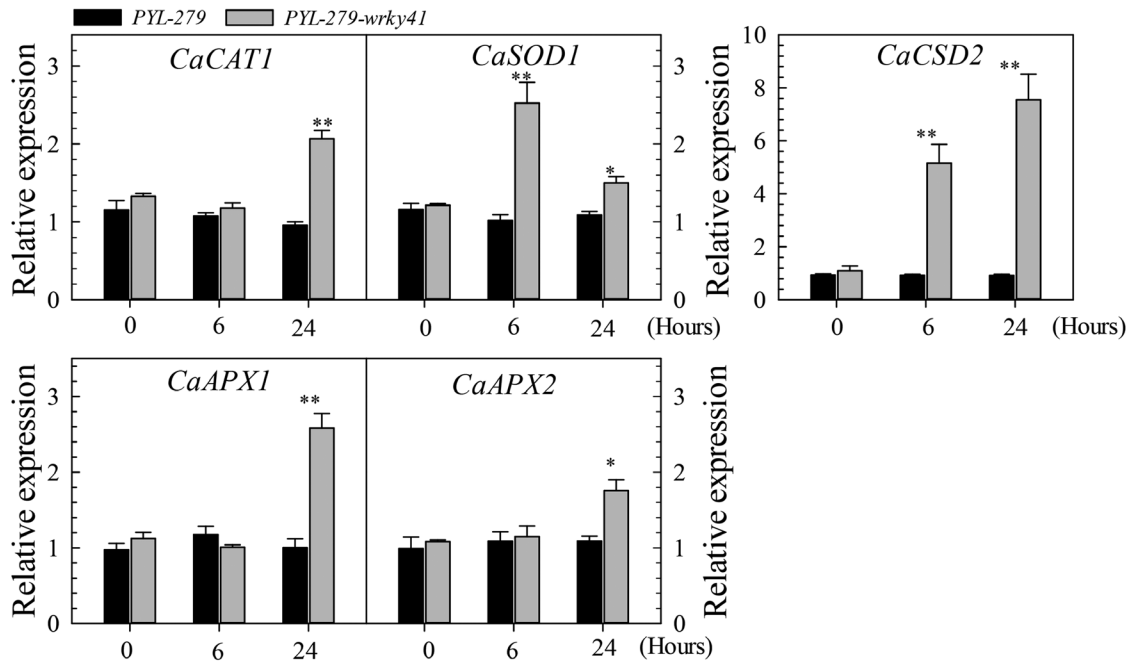 PYL-279 PYL-279-wrky41
Relative expression
3
2
1
0
CaCAT1
**
0 6 24
CaSOD1
**
*
0 6 24 (Hours)
3
2
1
0
Relative expression
10
8
6
4
2
0
CaCSD2
**
**
0 6 24 (Hours)
Relative expression
3
2
1
0
CaAPX1
**
0 6 24
CaAPX2
*
0 6 24 (Hours)
3
2
1
0
Relative expression